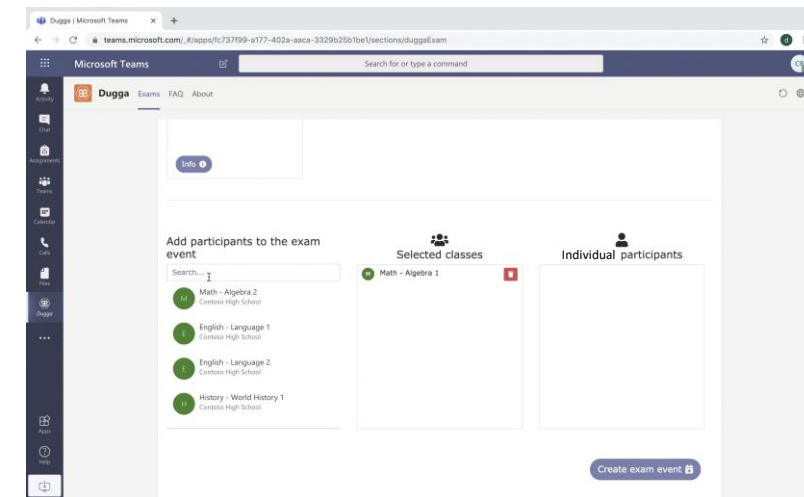 Dugga | Microsoft Teams
teams.microsoft.com/_#/apps/fc737f99-a177-402a-aaca-3329b25b1be1/sections/duggaExam
d
Microsoft Teams
Search for or type a command
Dugga Exams FAQ About
Activity
Chat
Assignments
Teams
Calendar
Calls
Files
Dugga
Apps
Help
Info
Add participants to the exam
event
Search...
M
Math - Algebra 2
Contoso High School
E
English - Language 1
Contoso High School
E
English - Language 2
Contoso High School
H
History - World History 1
Contoso High School
Selected classes
M Math - Algebra 1
Individual participants
Create exam event